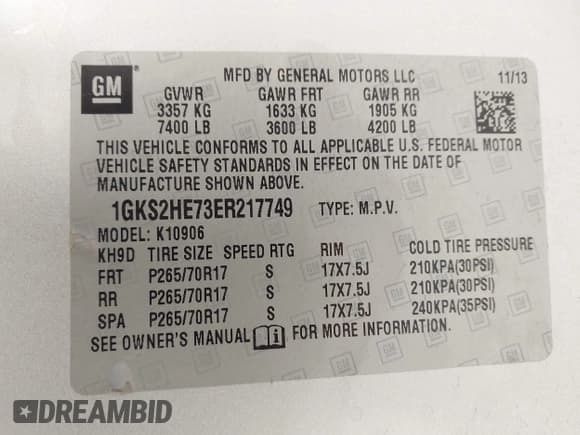 GM
MFD BY GENERAL MOTORS LLC 11/13
GVWR GAWR FRT GAWR RR
3357 KG 1633 KG 1905 KG
7400 LB 3600 LB 4200 LB
THIS VEHICLE CONFORMS TO ALL APPLICABLE U.S. FEDERAL MOTOR
VEHICLE SAFETY STANDARDS IN EFFECT ON THE DATE OF
MANUFACTURE SHOWN ABOVE.
1GKS2HE73ER217749 TYPE: M.P.V.
MODEL: K10906
KH9D TIRE SIZE SPEED RTG RIM COLD TIRE PRESSURE
FRT P265/70R17 S 17X7.5J 210KPA(30PSI)
RR P265/70R17 S 17X7.5J 210KPA(30PSI)
SPA P265/70R17 S 17X7.5J 240KPA(35PSI)
SEE OWNER'S MANUAL FOR MORE INFORMATION.
DREAMBID